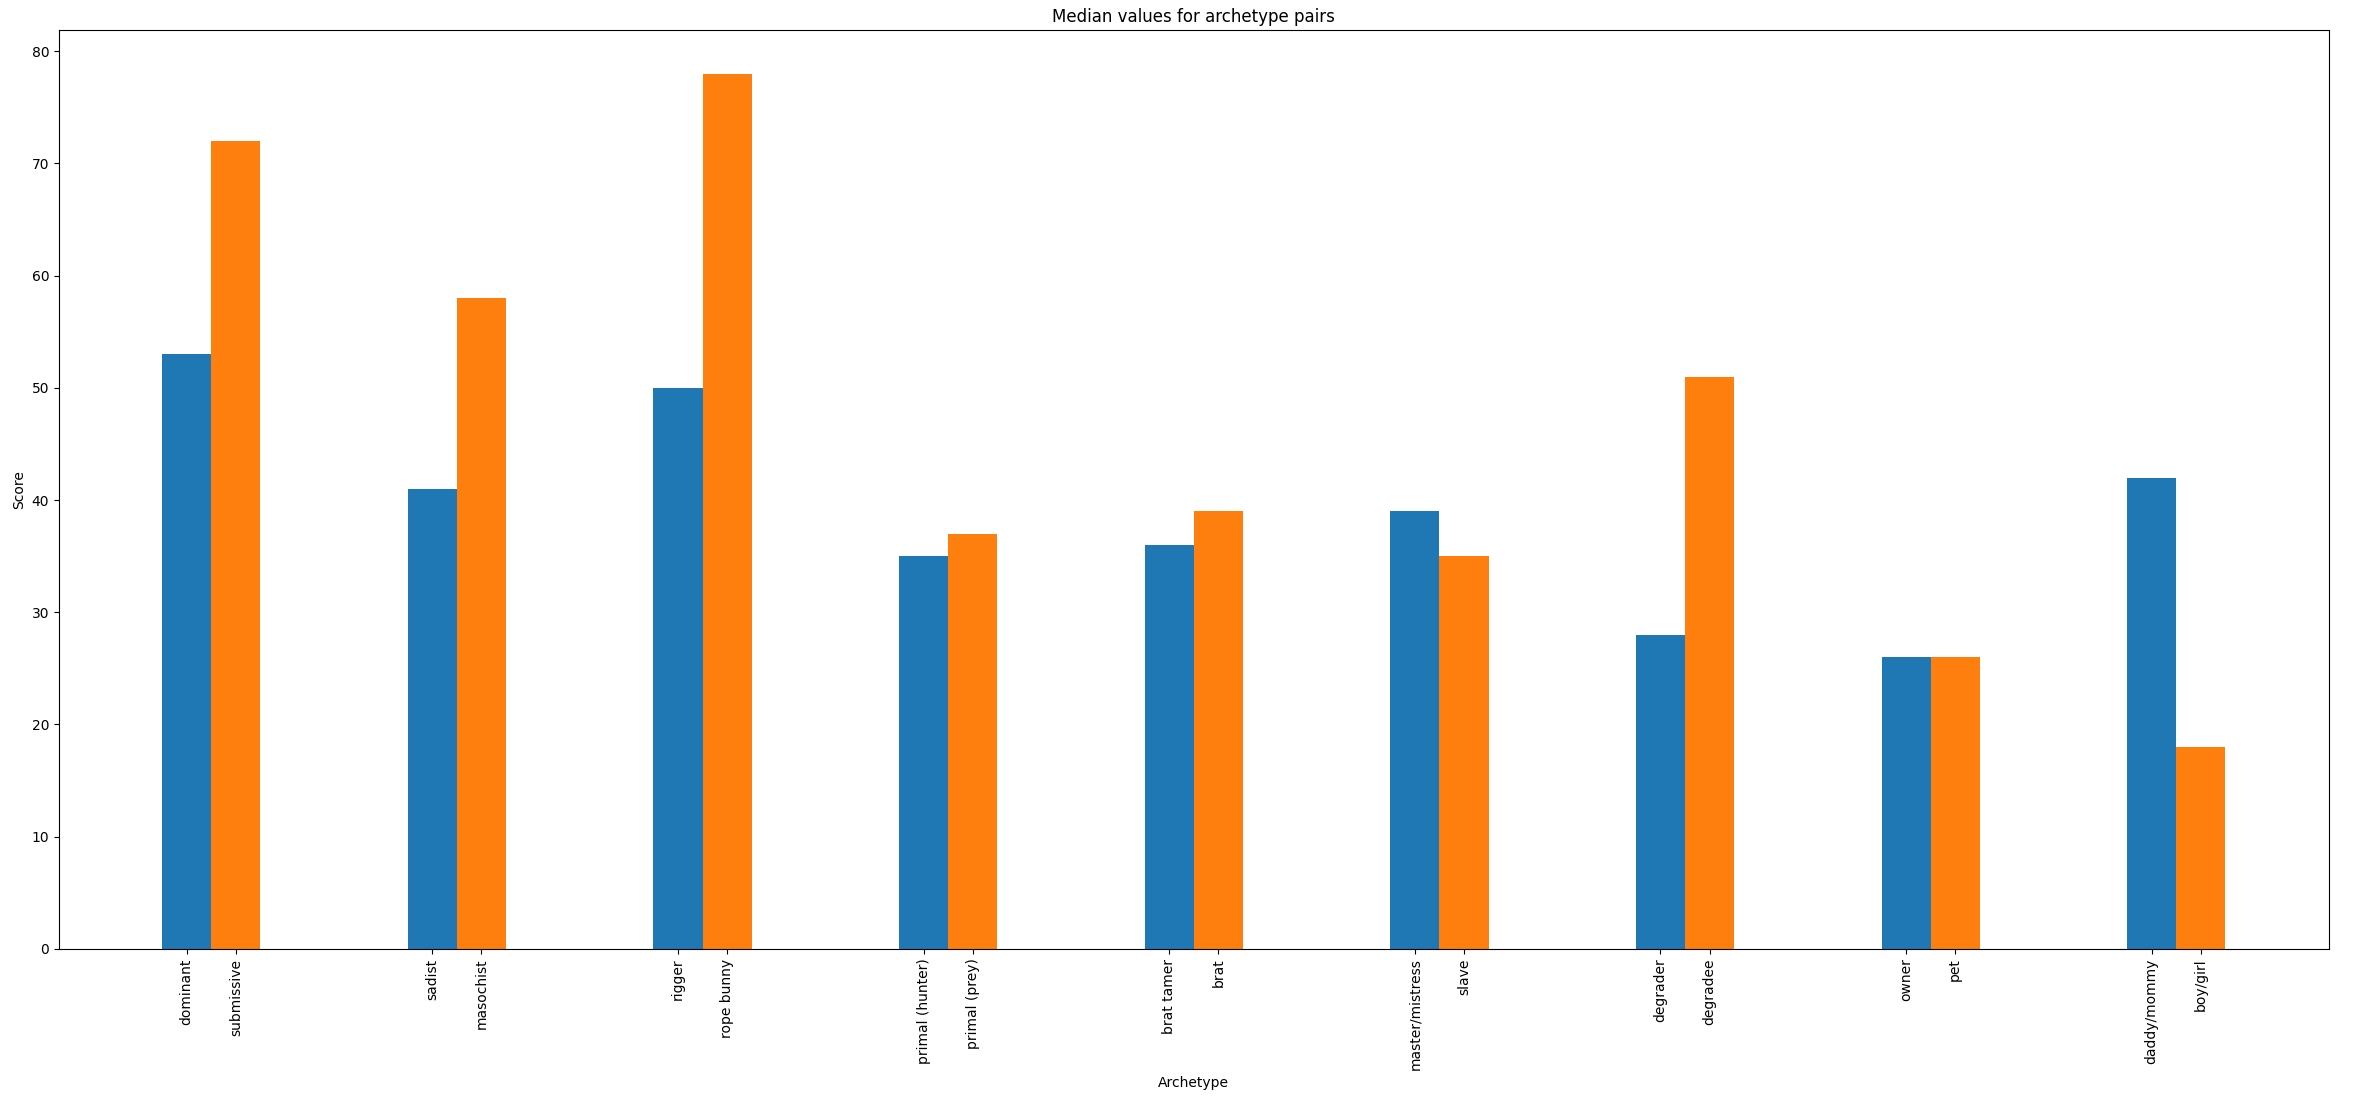 Median values for archetype pairs
80
70
60
50
40
30
20
10
0
Score
dominant
submissive
sadist
masochist
rigger
rope bunny
primal (hunter)
primal (prey)
brat tamer
brat
master/mistress
slave
degrader
degradee
owner
pet
daddy/mommy
boy/girl
Archetype